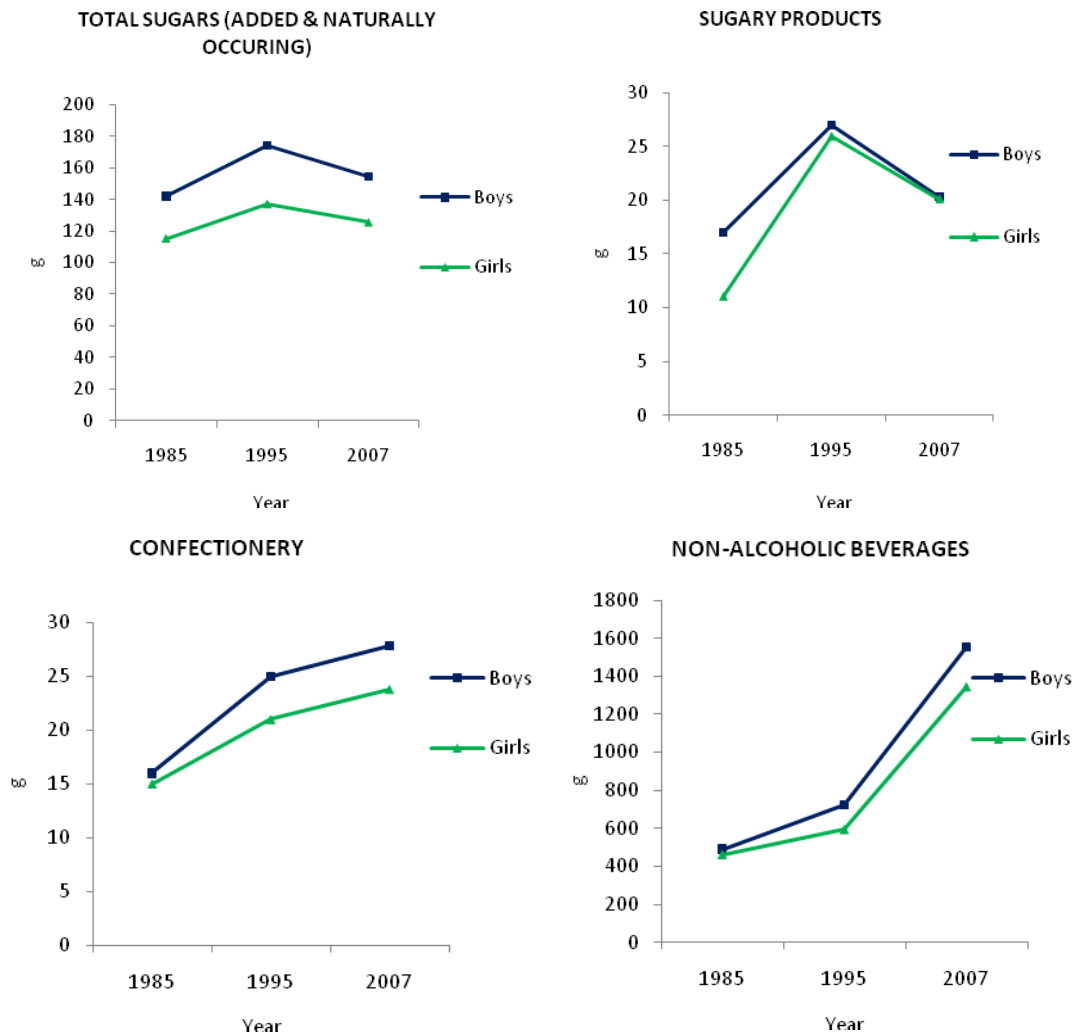 TOTAL SUGARS (ADDED & NATURALLY
OCCURING)
200
180
160
140
120
100
80
60
40
20
0
g
1985 1995 2007
Year
Boys
Girls
SUGARY PRODUCTS
30
25
20
15
10
5
0
g
1985 1995 2007
Year
Boys
Girls
CONFECTIONERY
30
25
20
15
10
5
0
g
1985 1995 2007
Year
Boys
Girls
NON-ALCOHOLIC BEVERAGES
1800
1600
1400
1200
1000
800
600
400
200
0
g
1985 1995 2007
Year
Boys
Girls